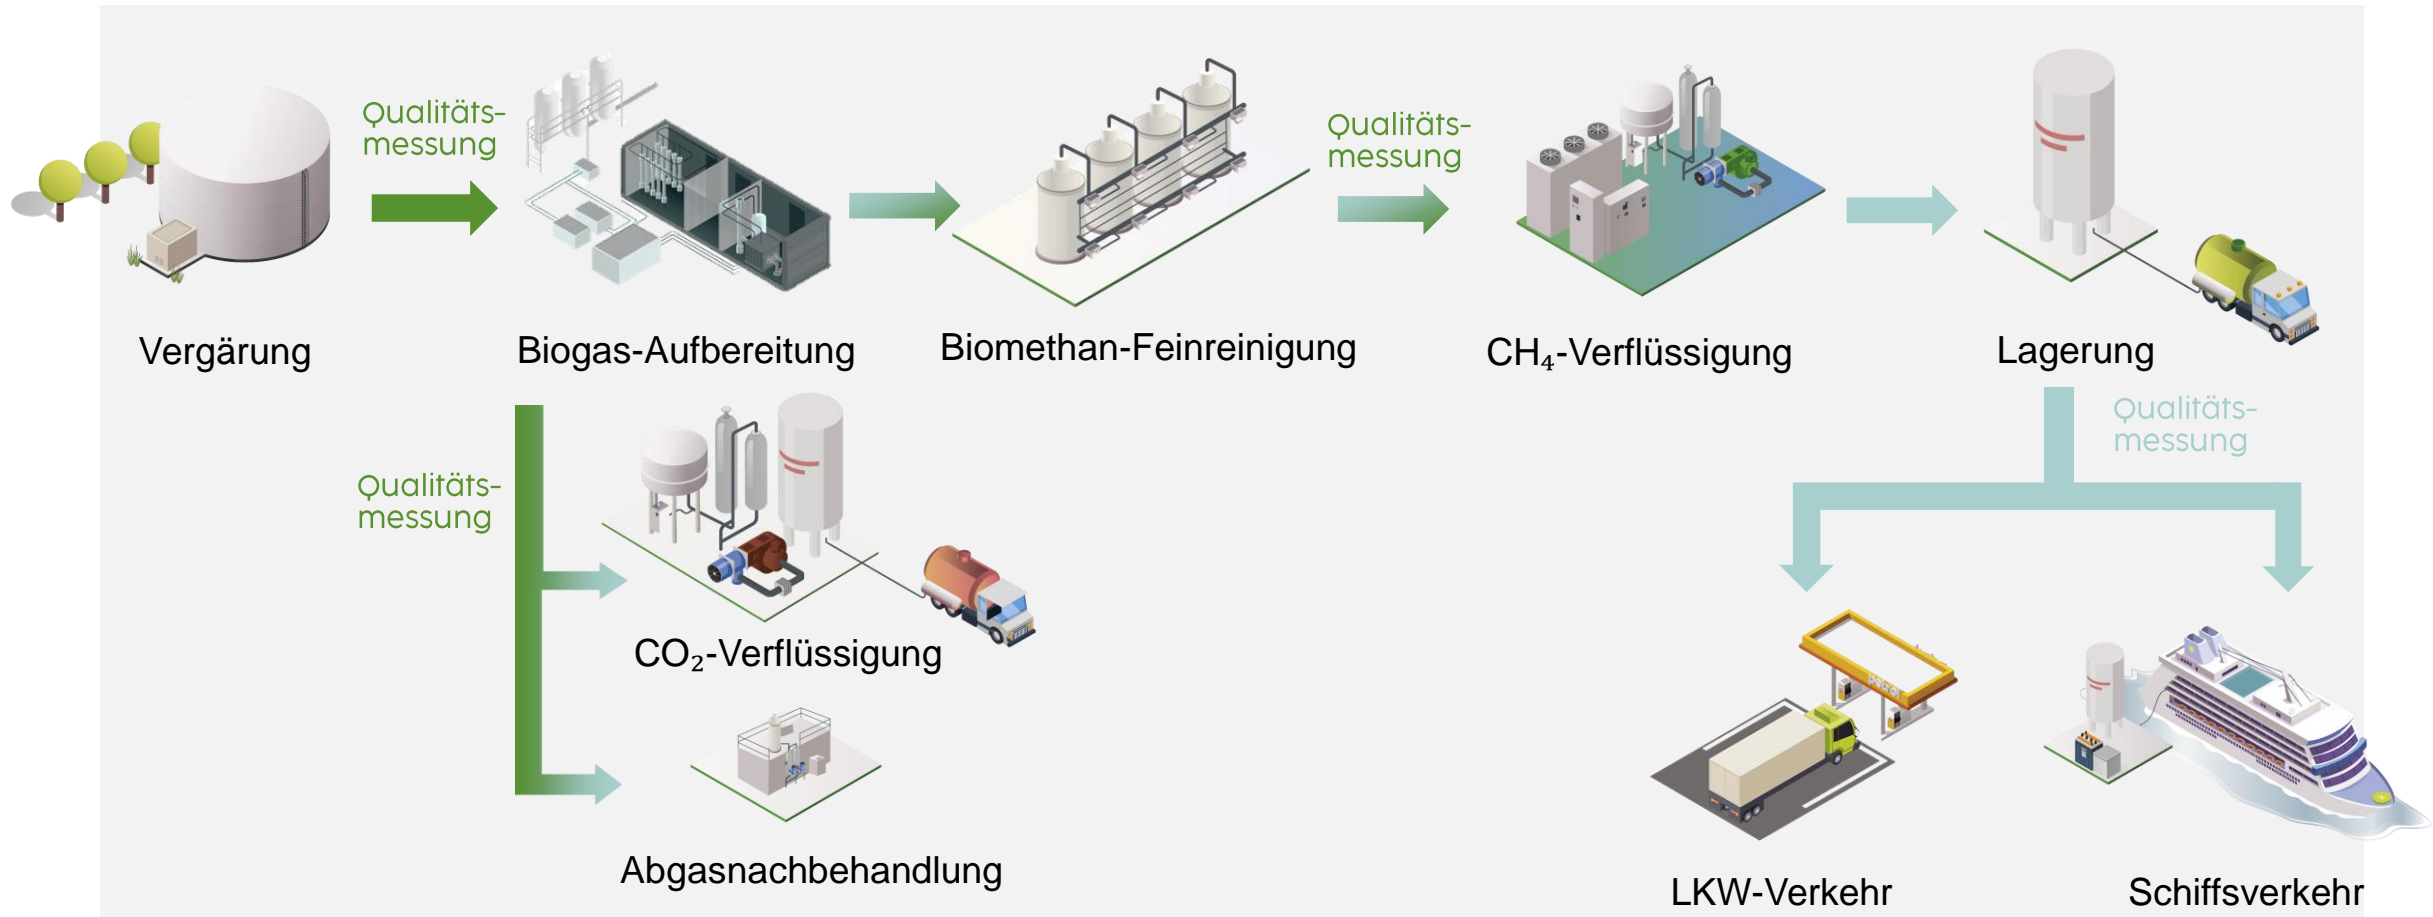 Qualitäts-
messung
Qualitäts-
messung
Vergärung
Biogas-Aufbereitung
Biomethan-Feinreinigung
CH₄-Verflüssigung
Lagerung
Qualitäts-
messung
Qualitäts-
messung
CO₂-Verflüssigung
petrol
Abgasnachbehandlung
LKW-Verkehr
Schiffsverkehr